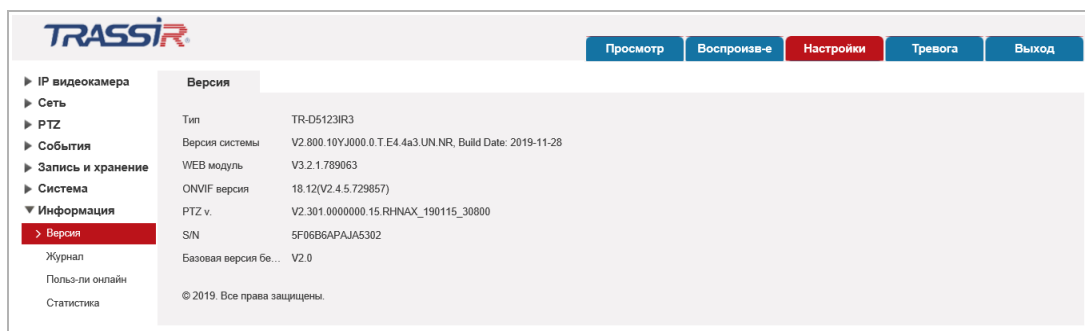 TRASSIR
Просмотр Воспроизв-е Настройки Тревога Выход
IP видеокамера
Сеть
PTZ
События
Запись и хранение
Система
Информация
Версия
Журнал
Польз-ли онлайн
Статистика
Версия
Тип TR-D5123IR3
Версия системы V2.800.10YJ000.0.T.E4.4a3.UN.NR, Build Date: 2019-11-28
WEB модуль V3.2.1.789063
ONVIF версия 18.12(V2.4.5.729857)
PTZ v. V2.301.0000000.15.RHNAX_190115_30800
S/N 5F06B6APAJA5302
Базовая версия бе... V2.0
© 2019. Все права защищены.